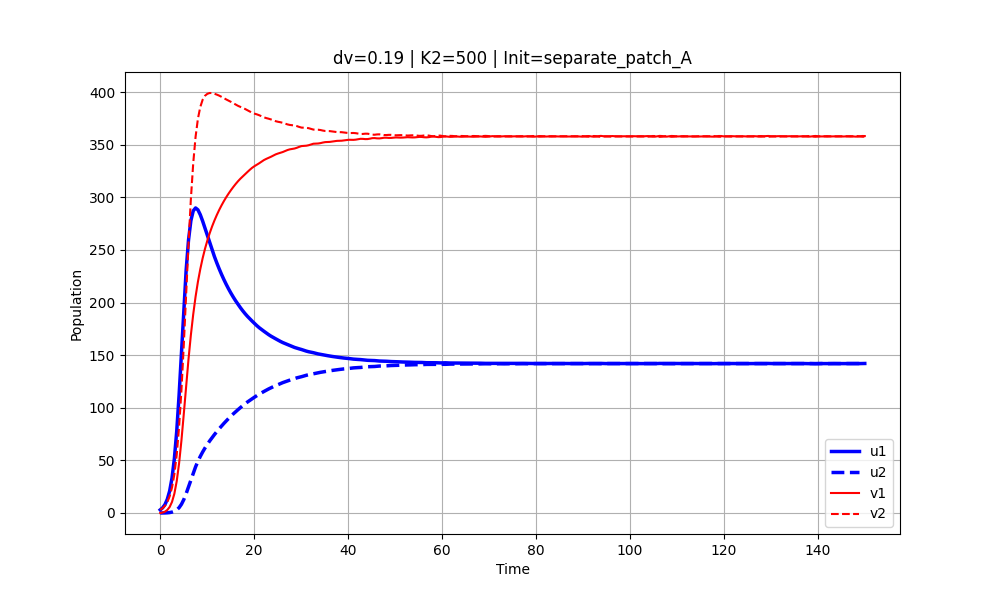 dv=0.19 | K2=500 | Init=separate_patch_A
Population
400
350
300
250
200
150
100
50
0
0 20 40 60 80 100 120 140
Time
u1
u2
v1
v2